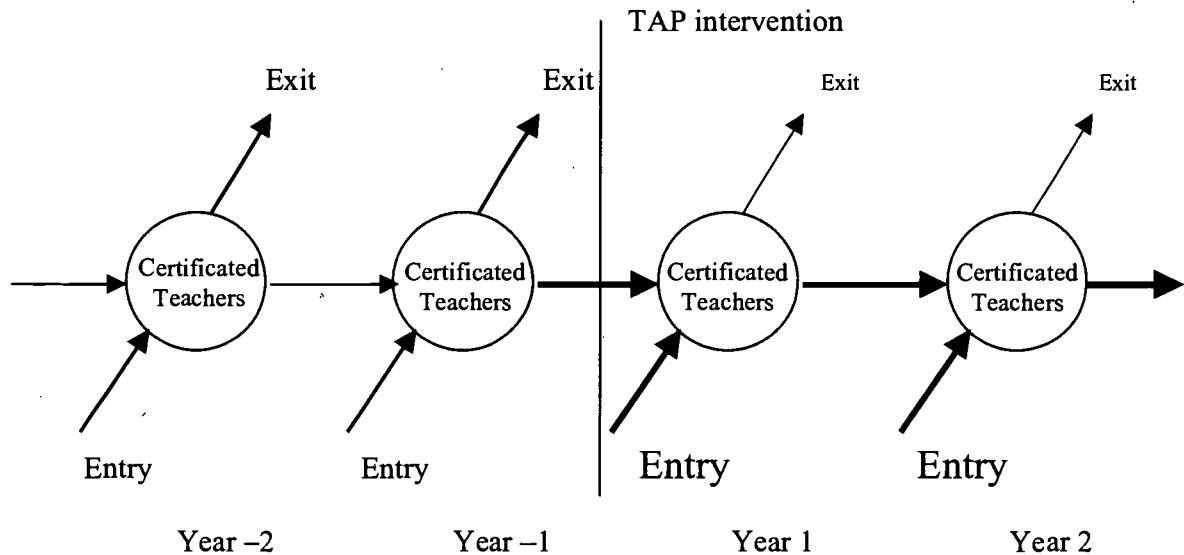 TAP intervention
Exit
Exit
Exit
Exit
Certificated
Teachers
Certificated
Teachers
Certificated
Teachers
Certificated
Teachers
Entry
Entry
Entry
Entry
Year –2
Year –1
Year 1
Year 2